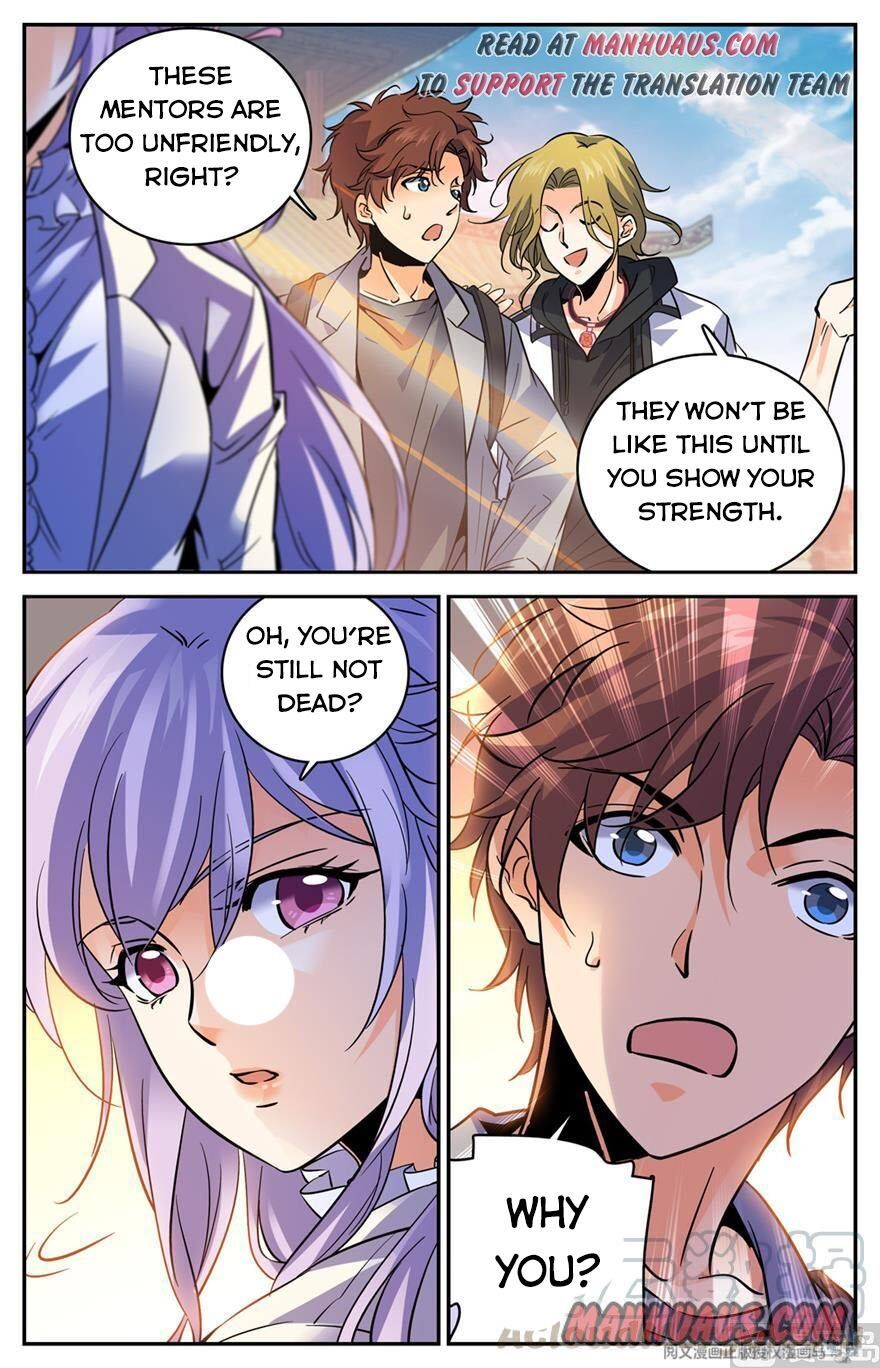 READ AT MANHUAUS.COM
TO SUPPORT THE TRANSLATION TEAM
THESE
MENTORS ARE
TOO UNFRIENDLY,
RIGHT?
THEY WON'T BE
LIKE THIS UNTIL
YOU SHOW YOUR
STRENGTH.
OH, YOU'RE
STILL NOT
DEAD?
WHY
YOU?
MANHUAUS.COM